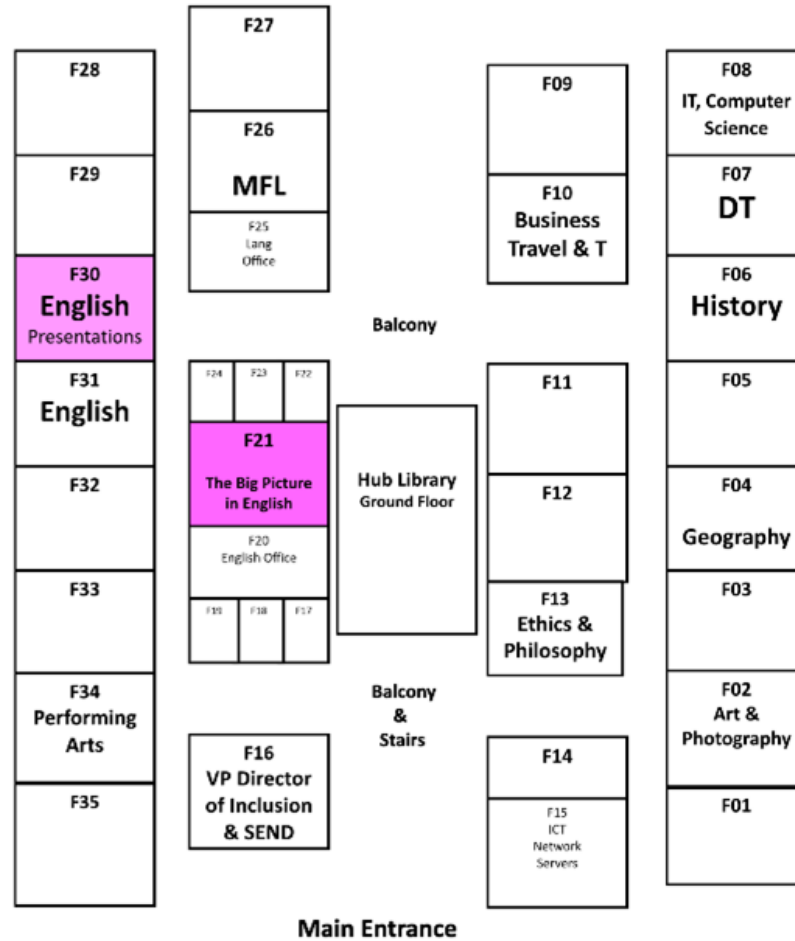 F28
F29
F30
English
Presentations
F31
English
F32
F33
F34
Performing
Arts
F35
F27
F26
MFL
F25
Lang
Office
F24 F23 F22
F21
The Big Picture
in English
F20
English Office
F19 F18 F17
F16
VP Director
of Inclusion
& SEND
Balcony
Hub Library
Ground Floor
Balcony
&
Stairs
F09
F10
Business
Travel & T
F11
F12
F13
Ethics &
Philosophy
F14
F15
ICT
Network
Servers
F08
IT, Computer
Science
F07
DT
F06
History
F05
F04
Geography
F03
F02
Art &
Photography
F01
Main Entrance